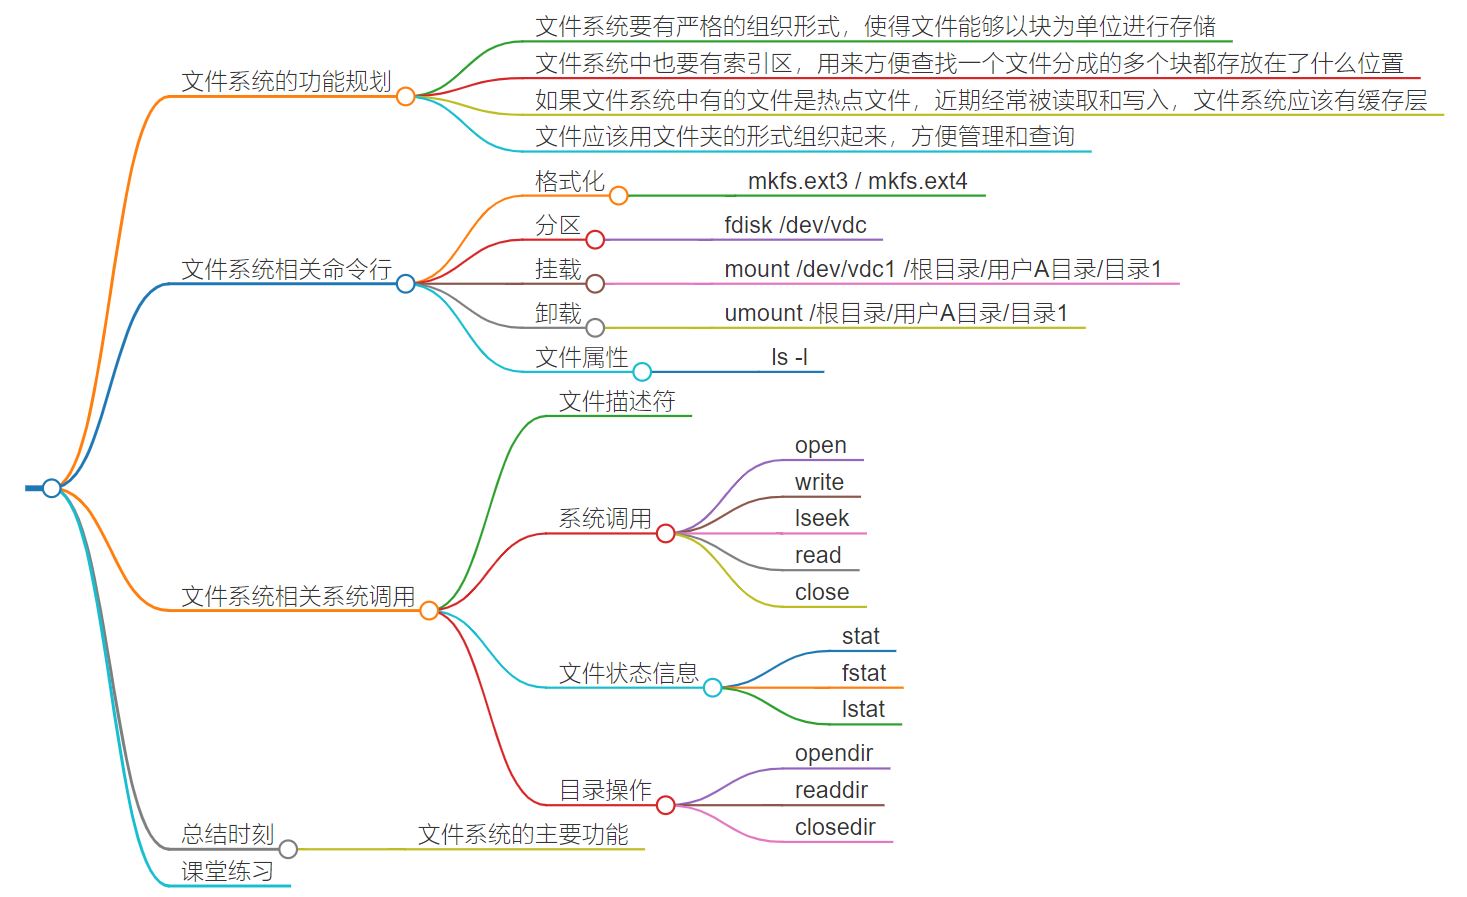 文件系统要有严格的组织形式，使得文件能够以块为单位进行存储
文件系统的功能规划
文件系统中也要有索引区，用来方便查找一个文件分成的多个块都存放在了什么位置
如果文件系统中有的文件是热点文件，近期经常被读取和写入，文件系统应该有缓存层
文件应该用文件夹的形式组织起来，方便管理和查询
文件系统相关命令行
格式化 mkfs.ext3 / mkfs.ext4
分区 fdisk /dev/vdc
挂载 mount /dev/vdc1 /根目录/用户A目录/目录1
卸载 umount /根目录/用户A目录/目录1
文件属性 ls -l
文件系统相关系统调用
文件描述符
系统调用
open
write
lseek
read
close
文件状态信息
stat
fstat
lstat
目录操作
opendir
readdir
closedir
总结时刻 文件系统的主要功能
课堂练习